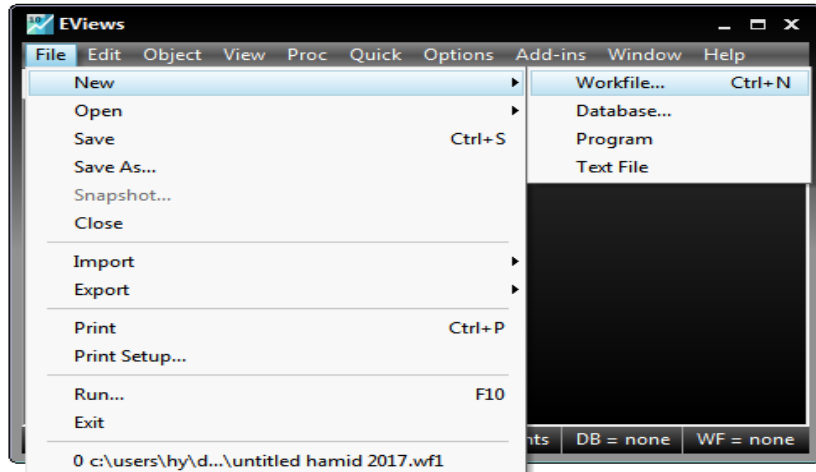 10 EViews
File Edit Object View Proc Quick Options Add-ins Window Help
New
Open
Save Ctrl+S
Save As...
Snapshot...
Close
Import
Export
Print Ctrl+P
Print Setup...
Run... F10
Exit
0 c:\users\hy\d...\untitled hamid 2017.wf1
Workfile... Ctrl+N
Database...
Program
Text File
DB = none WF = none